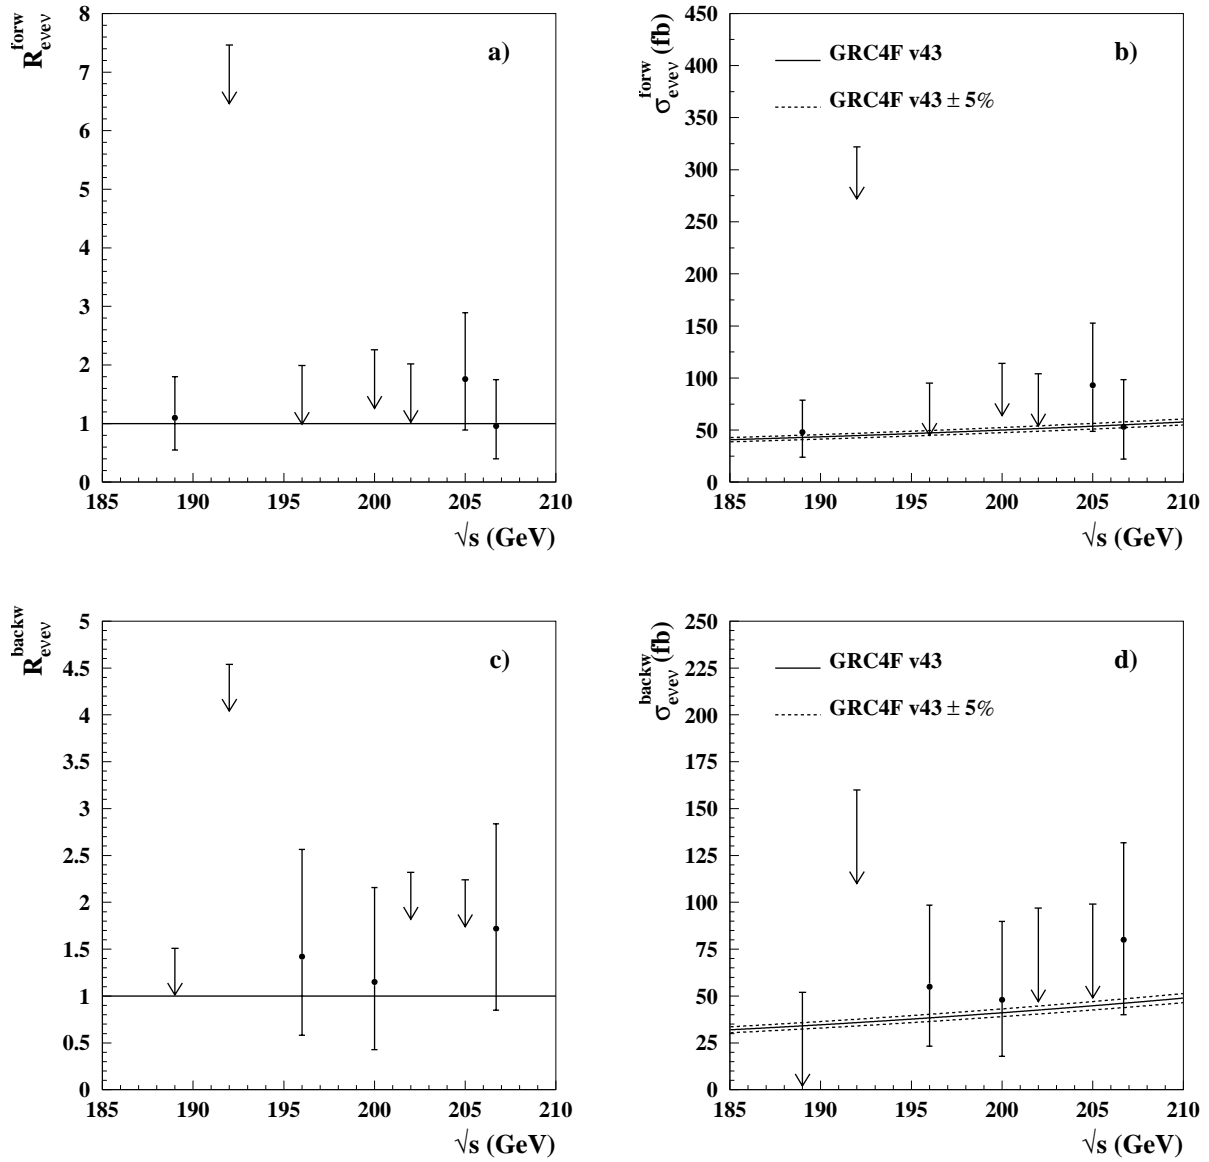 R^forw_eνeν
a)
8
7
6
5
4
3
2
1
0
185 190 195 200 205 210
√s (GeV)
σ^forw_eνeν (fb)
b)
GRC4F v43
GRC4F v43 ± 5%
450
400
350
300
250
200
150
100
50
0
185 190 195 200 205 210
√s (GeV)
R^backw_eνeν
c)
5
4.5
4
3.5
3
2.5
2
1.5
1
0.5
0
185 190 195 200 205 210
√s (GeV)
σ^backw_eνeν (fb)
d)
GRC4F v43
GRC4F v43 ± 5%
250
225
200
175
150
125
100
75
50
25
0
185 190 195 200 205 210
√s (GeV)